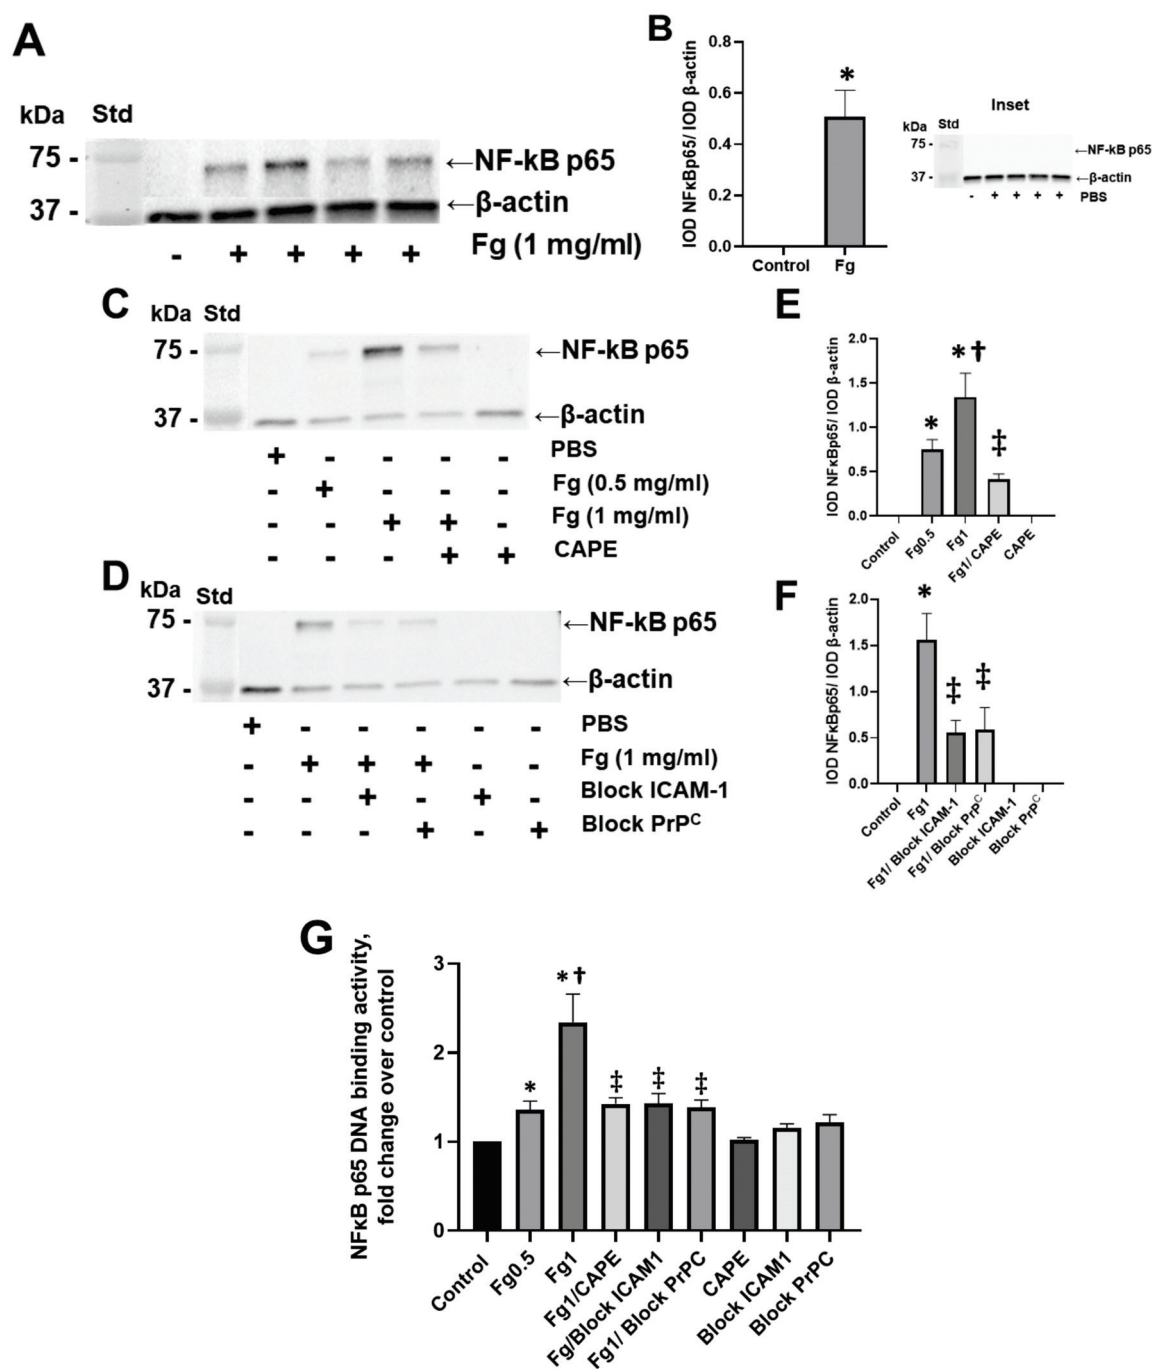 A
kDa Std
75 -
←NF-kB p65
37 -
←β-actin
- + + + +
Fg (1 mg/ml)
B
IOD NFκBp65/ IOD β-actin
0.8
0.6
0.4
0.2
0.0
*
Control Fg
Inset
kDa Std
75 -
←NF-kB p65
37 -
←β-actin
- + + + +
PBS
C
kDa Std
75 -
←NF-kB p65
37 -
←β-actin
+ - - - - PBS
- + - - - Fg (0.5 mg/ml)
- - + + - Fg (1 mg/ml)
- - - + + CAPE
E
IOD NFκBp65/ IOD β-actin
2.0
1.5
1.0
0.5
0.0
* * † ‡
Control Fg0.5 Fg1 Fg1/ CAPE CAPE
D
kDa Std
75 -
←NF-kB p65
37 -
←β-actin
+ - - - - - PBS
- + + + - - Fg (1 mg/ml)
- - + - + - Block ICAM-1
- - - + - + Block PrPᶜ
F
IOD NFκBp65/ IOD β-actin
2.0
1.5
1.0
0.5
0.0
* ‡ ‡
Control Fg1 Fg1/ Block ICAM-1 Fg1/ Block PrPᶜ Block ICAM-1 Block PrPᶜ
G
NFκB p65 DNA binding activity,
fold change over control
3
2
1
0
* * † ‡ ‡ ‡
Control Fg0.5 Fg1 Fg1/CAPE Fg/Block ICAM1 Fg1/ Block PrPC CAPE Block ICAM1 Block PrPC